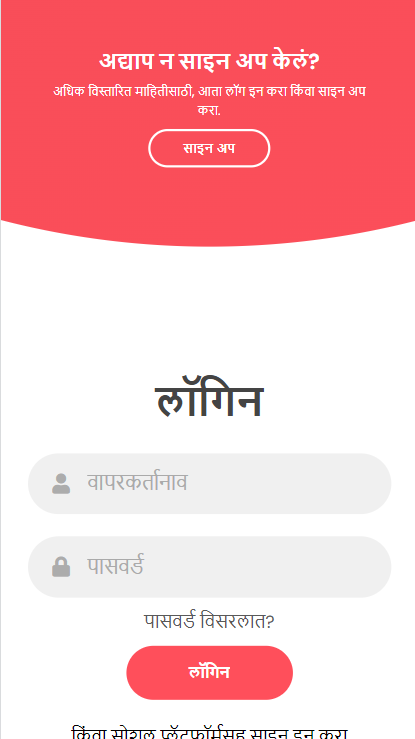 अद्याप न साइन अप केलं?
अधिक विस्तारित माहितीसाठी, आता लॉग इन करा किंवा साइन अप
करा.
साइन अप
लॉगिन
वापरकर्तानाव
पासवर्ड
पासवर्ड विसरलात?
लॉगिन
किंवा सोशल प्लॅटफॉर्मसह साइन इन करा